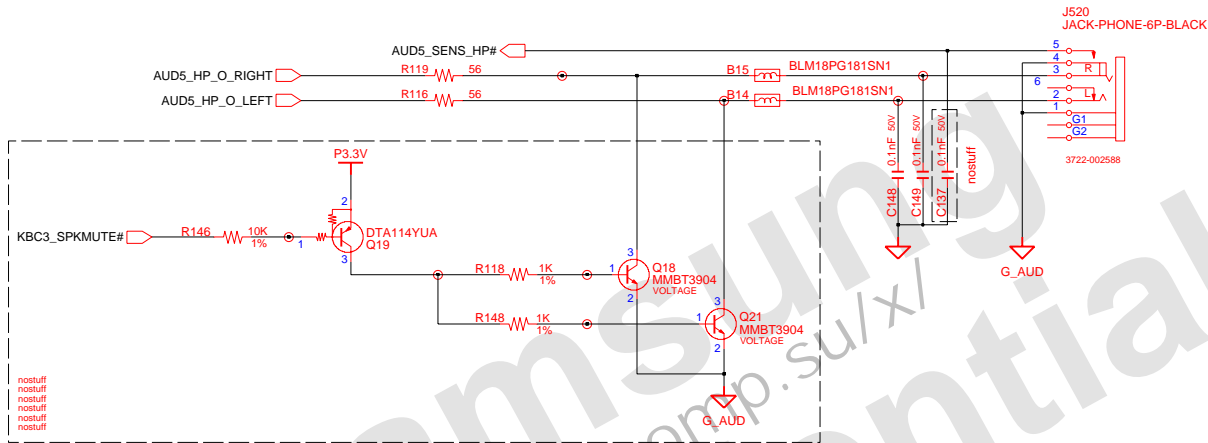 J520
JACK-PHONE-6P-BLACK
AUD5_SENS_HP#
5
4
R
3
6
L
2
1
G1
G2
3722-002588
AUD5_HP_O_RIGHT
R119
56
B15
BLM18PG181SN1
AUD5_HP_O_LEFT
R116
56
B14
BLM18PG181SN1
C148
0.1nF 50V
C149
0.1nF 50V
C137
0.1nF 50V
nostuff
G_AUD
P3.3V
2
KBC3_SPKMUTE#
R146
10K
1%
1
DTA114YUA
Q19
3
R118
1K
1%
1
3
Q18
MMBT3904
VOLTAGE
2
R148
1K
1%
1
3
Q21
MMBT3904
VOLTAGE
2
G_AUD
nostuff
nostuff
nostuff
nostuff
nostuff
nostuff
amsung
ential
omp.su/x/